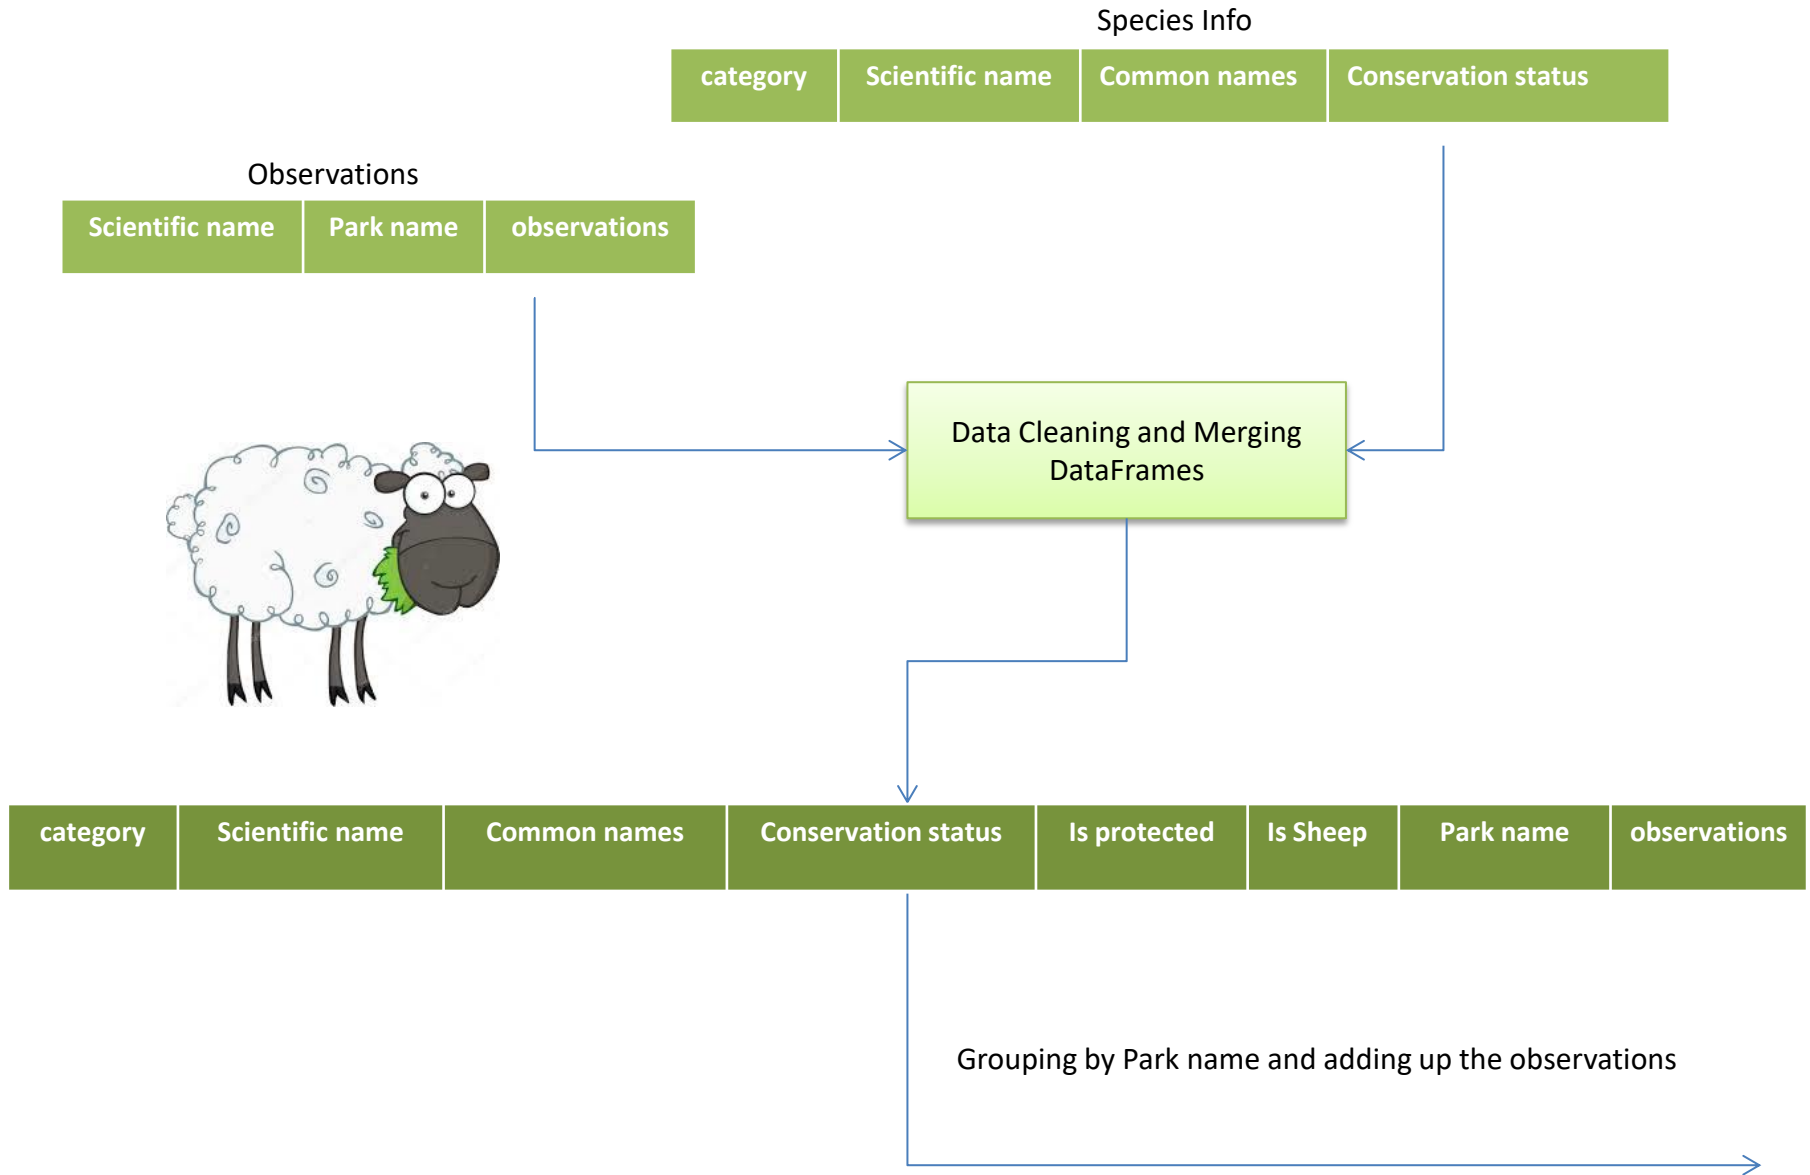 Species Info
category Scientific name Common names Conservation status
Observations
Scientific name Park name observations
Data Cleaning and Merging
DataFrames
category Scientific name Common names Conservation status Is protected Is Sheep Park name observations
Grouping by Park name and adding up the observations